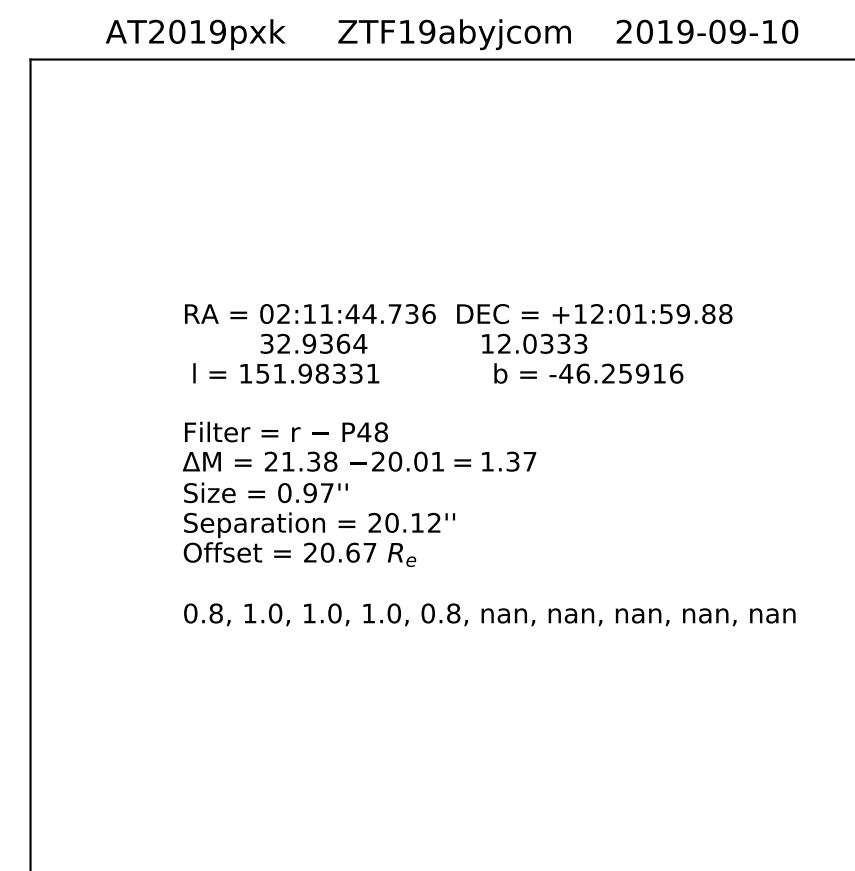 AT2019pxk ZTF19abyjcom 2019-09-10
RA = 02:11:44.736 DEC = +12:01:59.88
32.9364 12.0333
l = 151.98331 b = -46.25916
Filter = r − P48
ΔM = 21.38 −20.01 = 1.37
Size = 0.97''
Separation = 20.12''
Offset = 20.67 Re
0.8, 1.0, 1.0, 1.0, 0.8, nan, nan, nan, nan, nan